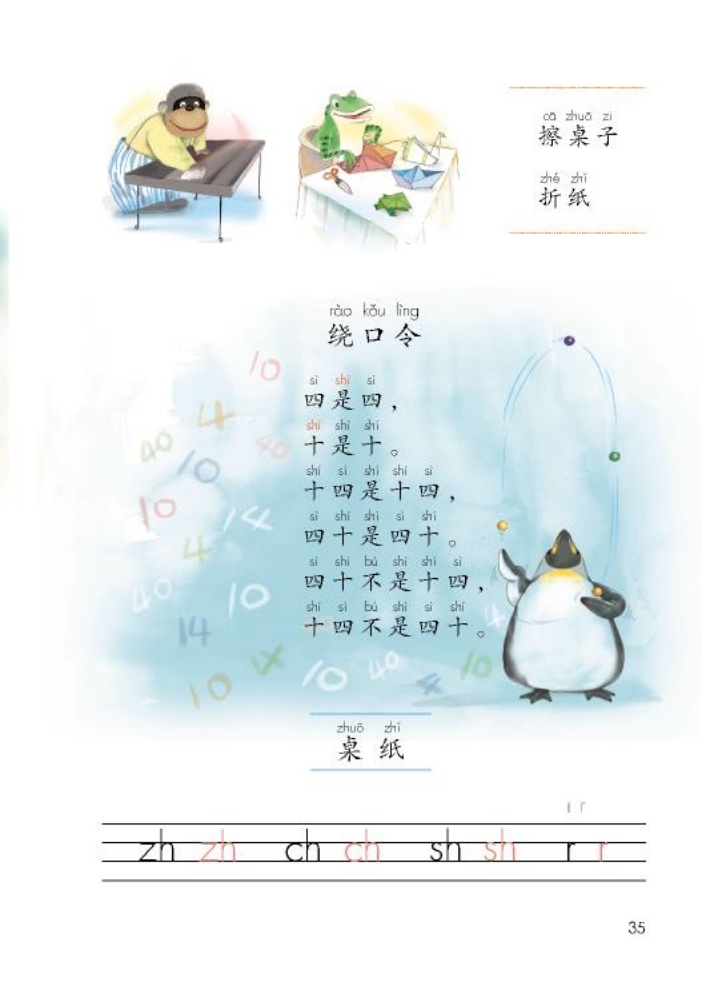 cā zhuō zi
擦桌子
zhé zhǐ
折纸
rào kǒu lìng
绕口令
sì shì sì
四是四，
shí shì shí
十是十。
shí sì shì shí sì
十四是十四，
sì shí shì sì shí
四十是四十。
sì shí bú shì shí sì
四十不是十四，
shí sì bú shì sì shí
十四不是四十。
10
4
40
40
10
10
14
4
40
10
14
4
10
40
10
4
10
zhuō zhǐ
桌 纸
zh zh ch ch sh sh r r
35